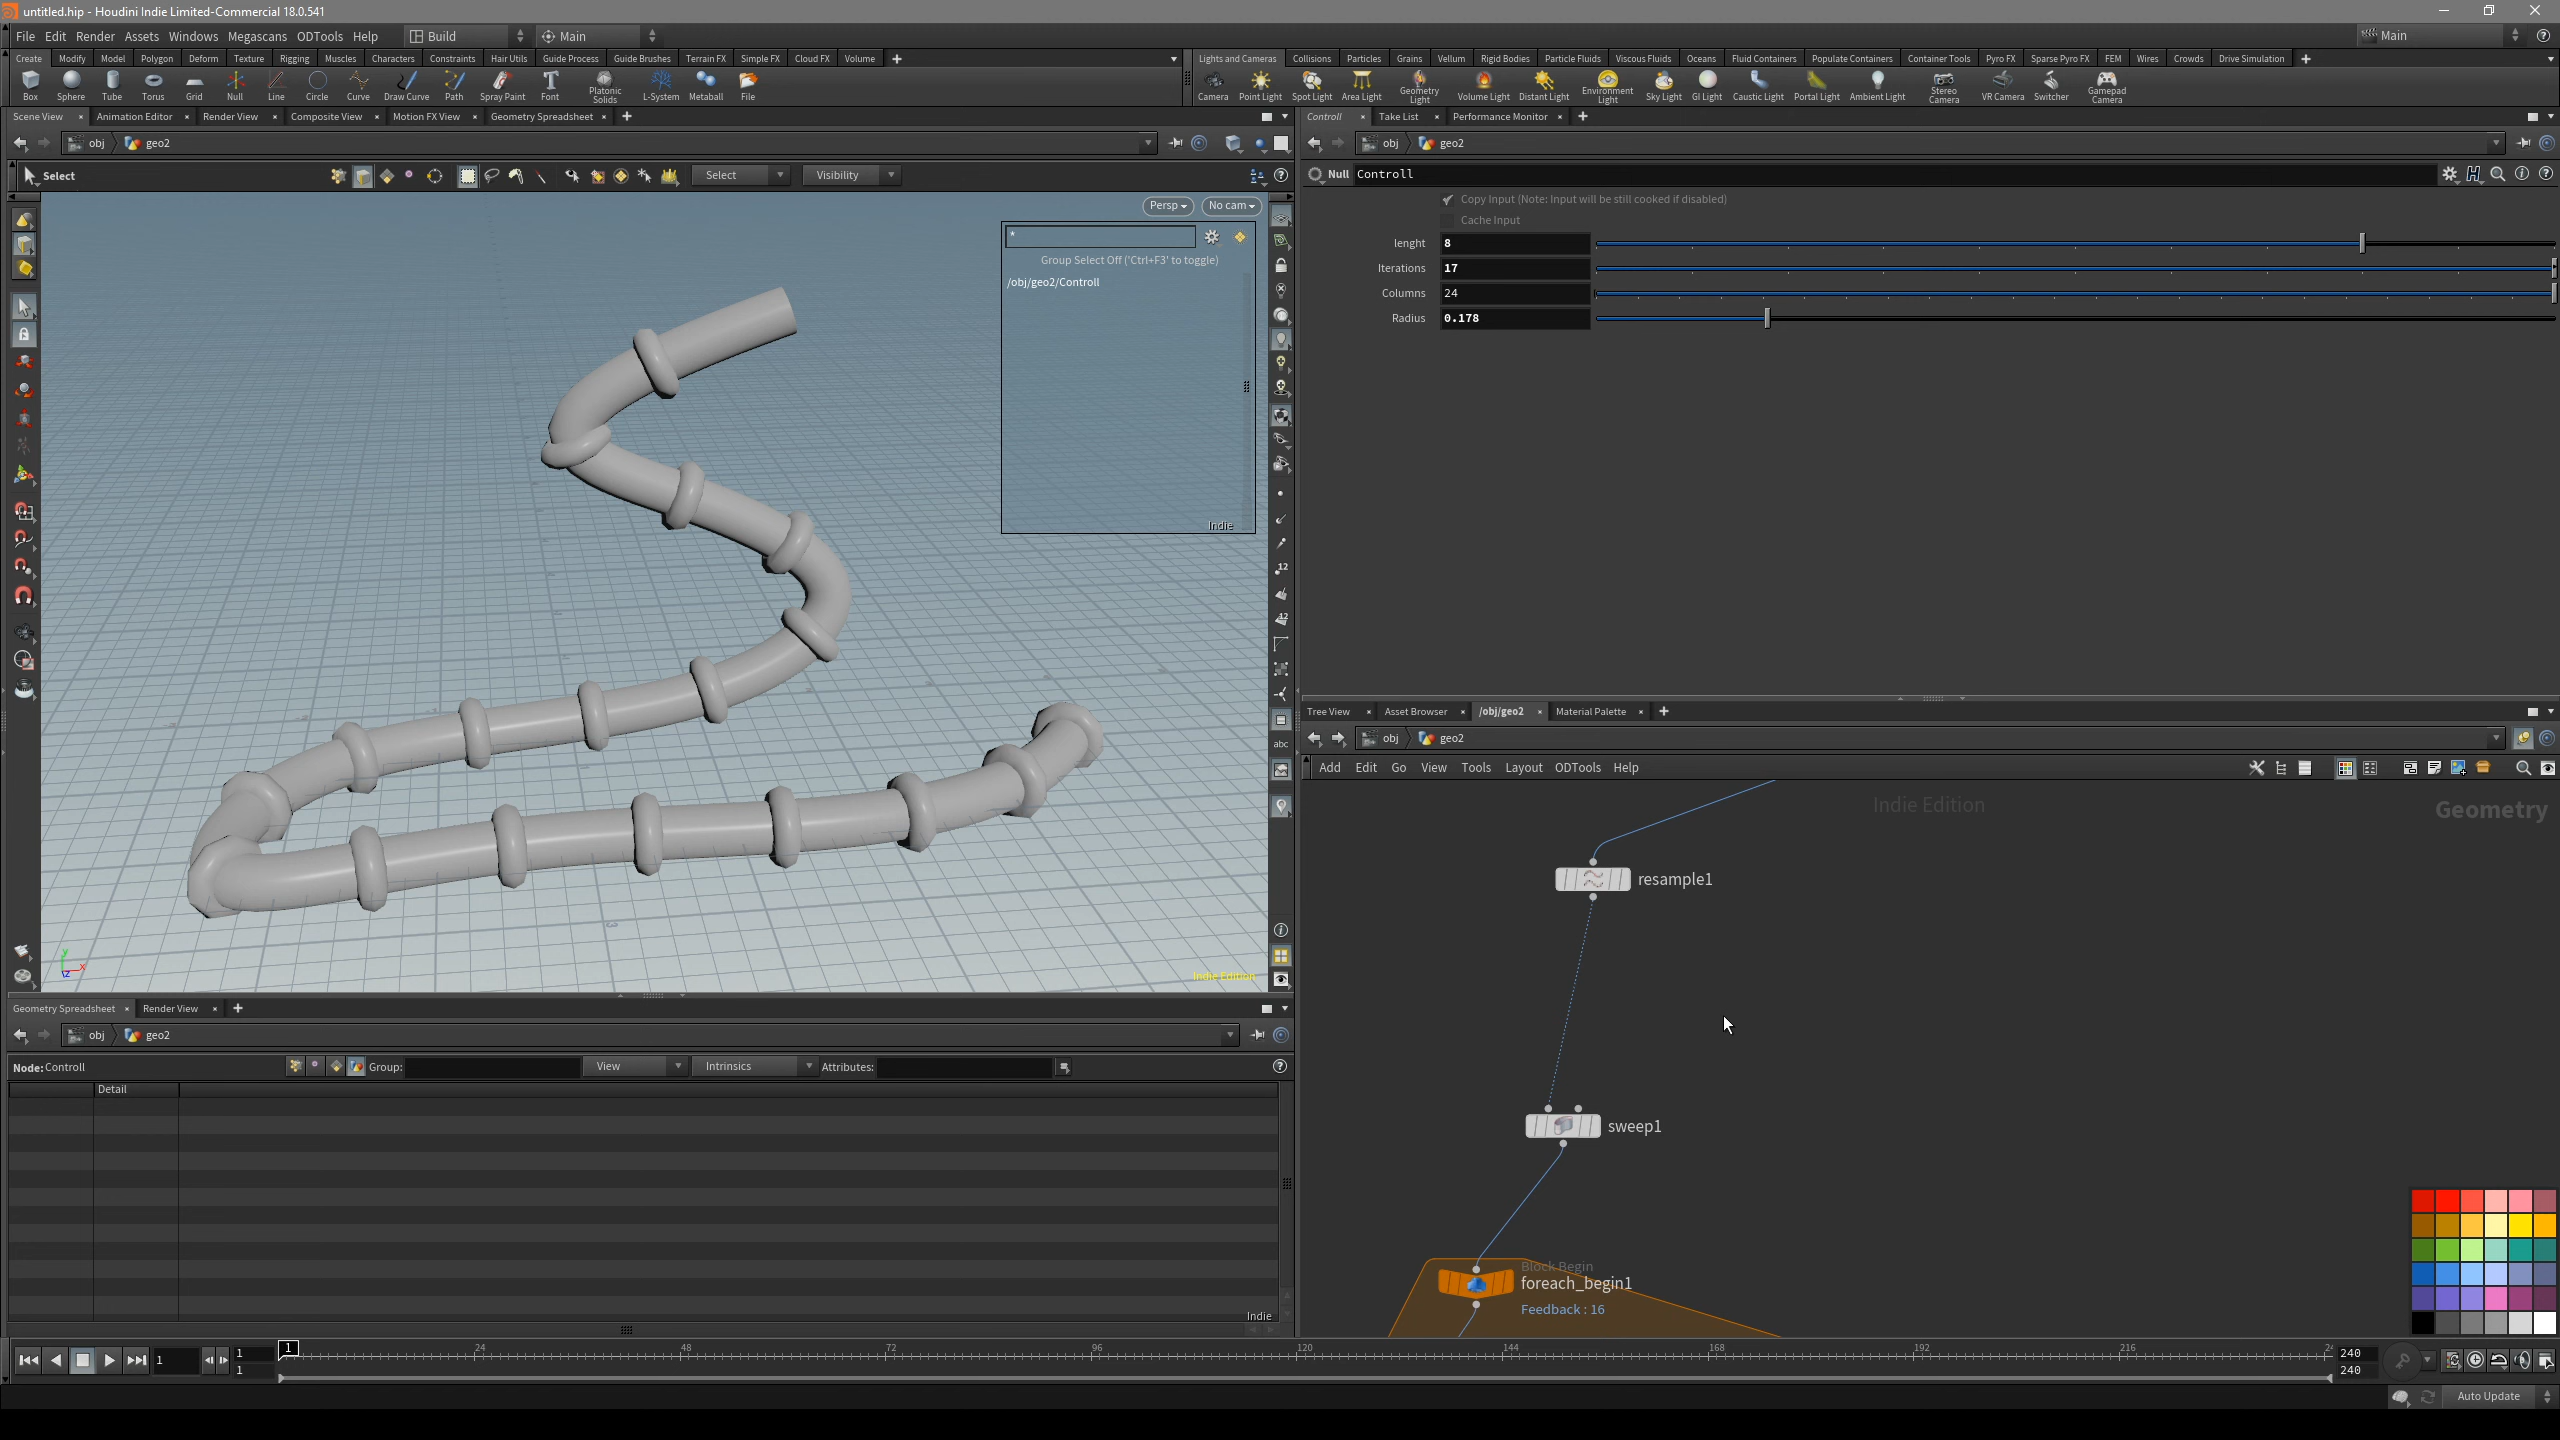 untitled.hip - Houdini Indie Limited-Commercial 18.0.541
File Edit Render Assets Windows Megascans ODTools Help Build Main Main
Create Modify Model Polygon Deform Texture Rigging Muscles Characters Constraints Hair Utils Guide Process Guide Brushes Terrain FX Simple FX Cloud FX Volume
Box Sphere Tube Torus Grid Null Line Circle Curve Draw Curve Path Spray Paint Font Platonic Solids L-System Metaball File
Lights and Cameras Collisions Particles Grains Vellum Rigid Bodies Particle Fluids Viscous Fluids Oceans Fluid Containers Populate Containers Container Tools Pyro FX Sparse Pyro FX FEM Wires Crowds Drive Simulation
Camera Point Light Spot Light Area Light Geometry Light Volume Light Distant Light Environment Light Sky Light GI Light Caustic Light Portal Light Ambient Light Stereo Camera VR Camera Switcher Gamepad Camera
Scene View Animation Editor Render View Composite View Motion FX View Geometry Spreadsheet
obj geo2
Select Select Visibility
Persp No cam
*
Group Select Off ('Ctrl+F3' to toggle)
/obj/geo2/Controll
Indie
12
12
abc
y
x
z
Indie Edition
Controll Take List Performance Monitor
obj geo2
Null Controll
Copy Input (Note: Input will be still cooked if disabled)
Cache Input
lenght 8
Iterations 17
Columns 24
Radius 0.178
Tree View Asset Browser /obj/geo2 Material Palette
obj geo2
Add Edit Go View Tools Layout ODTools Help
Indie Edition
Geometry
resample1
sweep1
Block Begin
foreach_begin1
Feedback : 16
Geometry Spreadsheet Render View
obj geo2
Node: Controll Group: View Intrinsics Attributes:
Detail
Indie
1 1 1 24 48 72 96 120 144 168 192 216 24 240
1 240
Auto Update